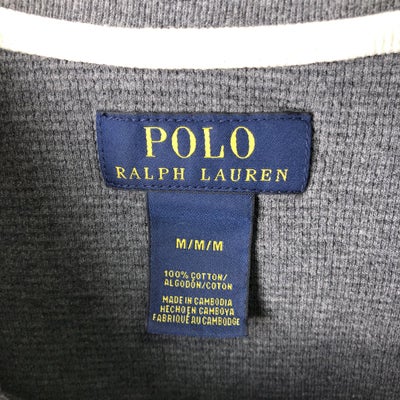 POLO
RALPH LAUREN
M/M/M
100% COTTON/
ALGODÓN/COTON
MADE IN CAMBODIA
HECHO EN CAMBOYA
FABRIQUÉ AU CAMBODGE